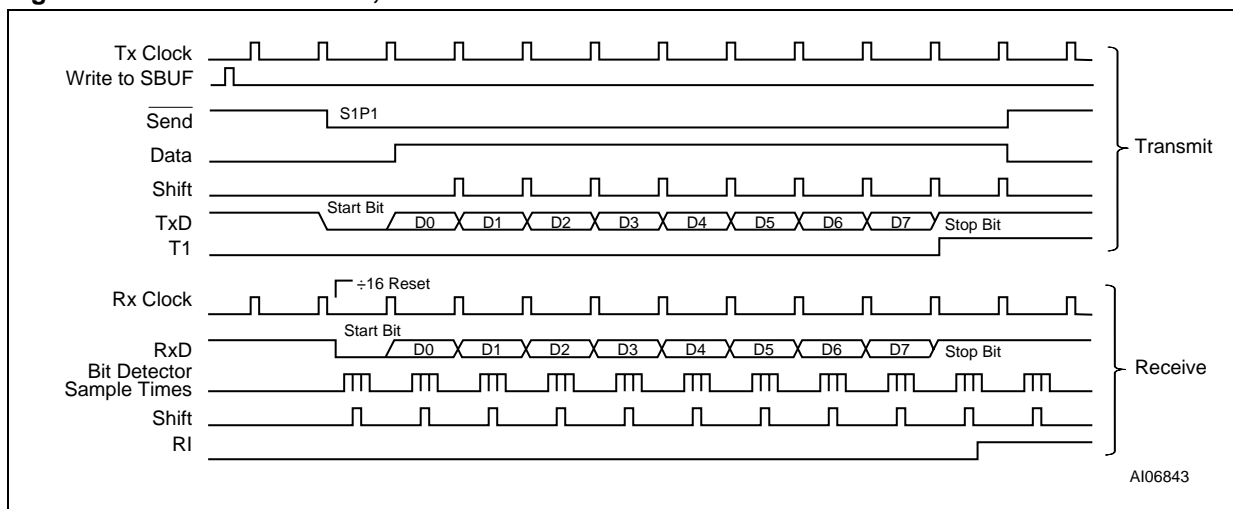 Tx Clock
Write to SBUF
Send
S1P1
Data
Shift
TxD
Start Bit
D0 D1 D2 D3 D4 D5 D6 D7
Stop Bit
T1
Transmit
÷16 Reset
Rx Clock
RxD
Start Bit
D0 D1 D2 D3 D4 D5 D6 D7
Stop Bit
Bit Detector
Sample Times
Shift
RI
Receive
AI06843